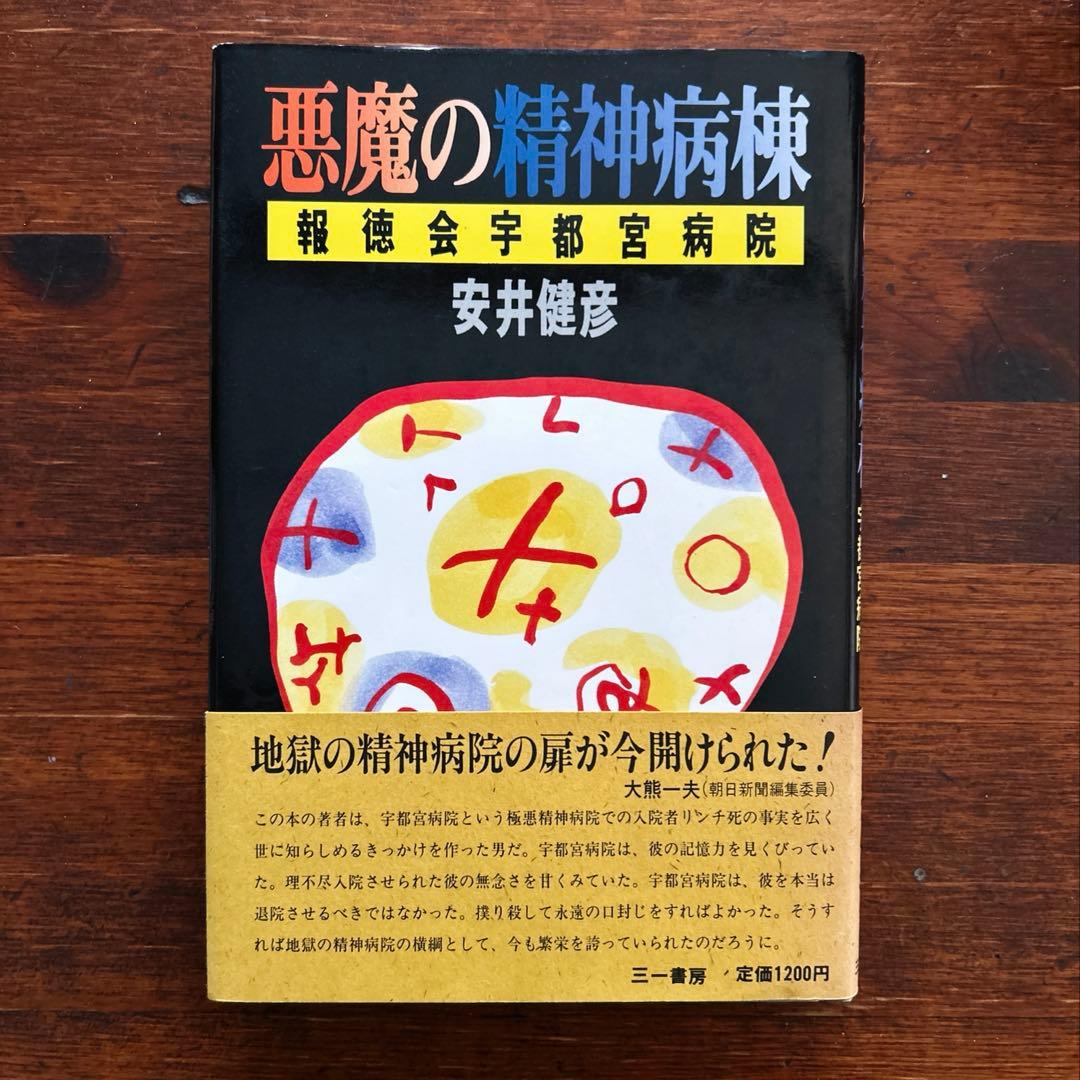 悪魔の精神病棟
報徳会宇都宮病院
安井健彦
地獄の精神病院の扉が今開けられた!
大熊一夫(朝日新聞編集委員)
この本の著者は、宇都宮病院という極悪精神病院での入院者リンチ死の事実を広く
世に知らしめるきっかけを作った男だ。宇都宮病院は、彼の記憶力を見くびってい
た。理不尽入院させられた彼の無念さを甘くみていた。宇都宮病院は、彼を本当は
退院させるべきではなかった。撲り殺して永遠の口封じをすればよかった。そうす
れば地獄の精神病院の横綱として、今も繁栄を誇っていられたのだろうに。
三一書房 定価1200円